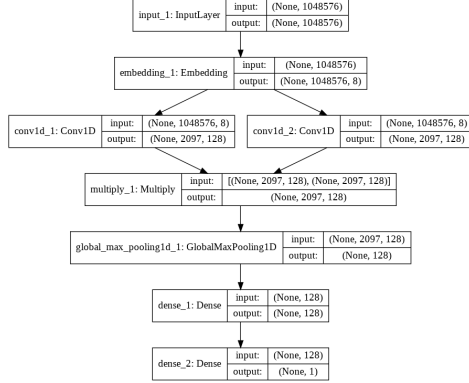 input_1: InputLayer
input: (None, 1048576)
output: (None, 1048576)
embedding_1: Embedding
input: (None, 1048576)
output: (None, 1048576, 8)
conv1d_1: Conv1D
input: (None, 1048576, 8)
output: (None, 2097, 128)
conv1d_2: Conv1D
input: (None, 1048576, 8)
output: (None, 2097, 128)
multiply_1: Multiply
input: [(None, 2097, 128), (None, 2097, 128)]
output: (None, 2097, 128)
global_max_pooling1d_1: GlobalMaxPooling1D
input: (None, 2097, 128)
output: (None, 128)
dense_1: Dense
input: (None, 128)
output: (None, 128)
dense_2: Dense
input: (None, 128)
output: (None, 1)